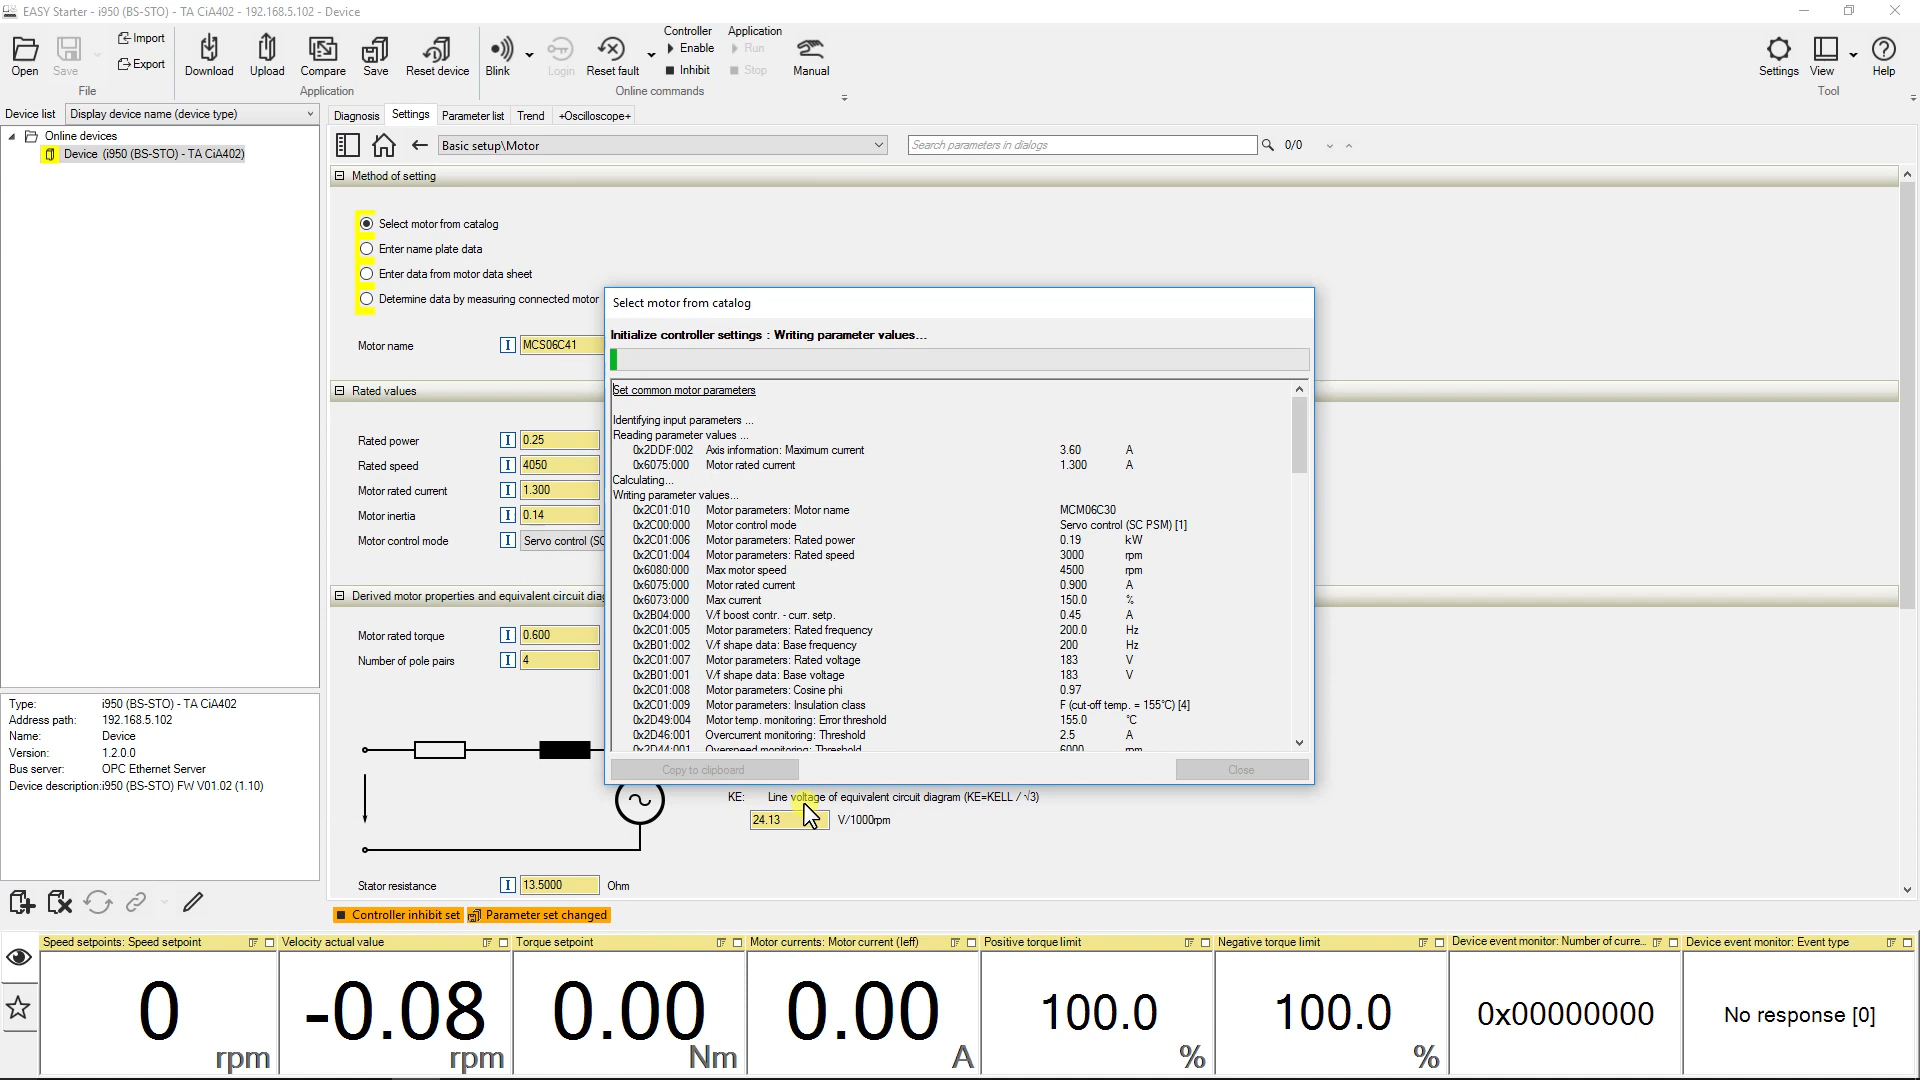 EASY Starter - i950 (BS-STO) - TA CiA402 - 192.168.5.102 - Device
Open
Save
Import
Export
File
Download
Upload
Compare
Save
Reset device
Application
Blink
Login
Reset fault
Controller
Enable
Inhibit
Application
Run
Stop
Manual
Online commands
Settings
View
Help
Tool
Device list
Display device name (device type)
Online devices
Device (i950 (BS-STO) - TA CiA402)
Diagnosis
Settings
Parameter list
Trend
+Oscilloscope+
Basic setup\Motor
Search parameters in dialogs
0/0
Method of setting
Select motor from catalog
Enter name plate data
Enter data from motor data sheet
Determine data by measuring connected motor
Motor name
I
MCS06C41
Rated values
Rated power I 0.25
Rated speed I 4050
Motor rated current I 1.300
Motor inertia I 0.14
Motor control mode I Servo control (SC
Derived motor properties and equivalent circuit diag
Motor rated torque I 0.600
Number of pole pairs I 4
KE: Line voltage of equivalent circuit diagram (KE=KELL / √3)
24.13 V/1000rpm
Stator resistance I 13.5000 Ohm
Select motor from catalog
Initialize controller settings : Writing parameter values...
Set common motor parameters
Identifying input parameters ...
Reading parameter values ...
0x2DDF:002 Axis information: Maximum current 3.60 A
0x6075:000 Motor rated current 1.300 A
Calculating...
Writing parameter values...
0x2C01:010 Motor parameters: Motor name MCM06C30
0x2C00:000 Motor control mode Servo control (SC PSM) [1]
0x2C01:006 Motor parameters: Rated power 0.19 kW
0x2C01:004 Motor parameters: Rated speed 3000 rpm
0x6080:000 Max motor speed 4500 rpm
0x6075:000 Motor rated current 0.900 A
0x6073:000 Max current 150.0 %
0x2B04:000 V/f boost contr. - curr. setp. 0.45 A
0x2C01:005 Motor parameters: Rated frequency 200.0 Hz
0x2B01:002 V/f shape data: Base frequency 200 Hz
0x2C01:007 Motor parameters: Rated voltage 183 V
0x2B01:001 V/f shape data: Base voltage 183 V
0x2C01:008 Motor parameters: Cosine phi 0.97
0x2C01:009 Motor parameters: Insulation class F (cut-off temp. = 155°C) [4]
0x2D49:004 Motor temp. monitoring: Error threshold 155.0 °C
0x2D46:001 Overcurrent monitoring: Threshold 2.5 A
0x2D44:001 Overspeed monitoring: Threshold 6000 rpm
Copy to clipboard
Close
Type: i950 (BS-STO) - TA CiA402
Address path: 192.168.5.102
Name: Device
Version: 1.2.0.0
Bus server: OPC Ethernet Server
Device description:i950 (BS-STO) FW V01.02 (1.10)
Controller inhibit set
Parameter set changed
Speed setpoints: Speed setpoint
0
rpm
Velocity actual value
-0.08
rpm
Torque setpoint
0.00
Nm
Motor currents: Motor current (Ieff)
0.00
A
Positive torque limit
100.0
%
Negative torque limit
100.0
%
Device event monitor: Number of curre...
0x00000000
Device event monitor: Event type
No response [0]